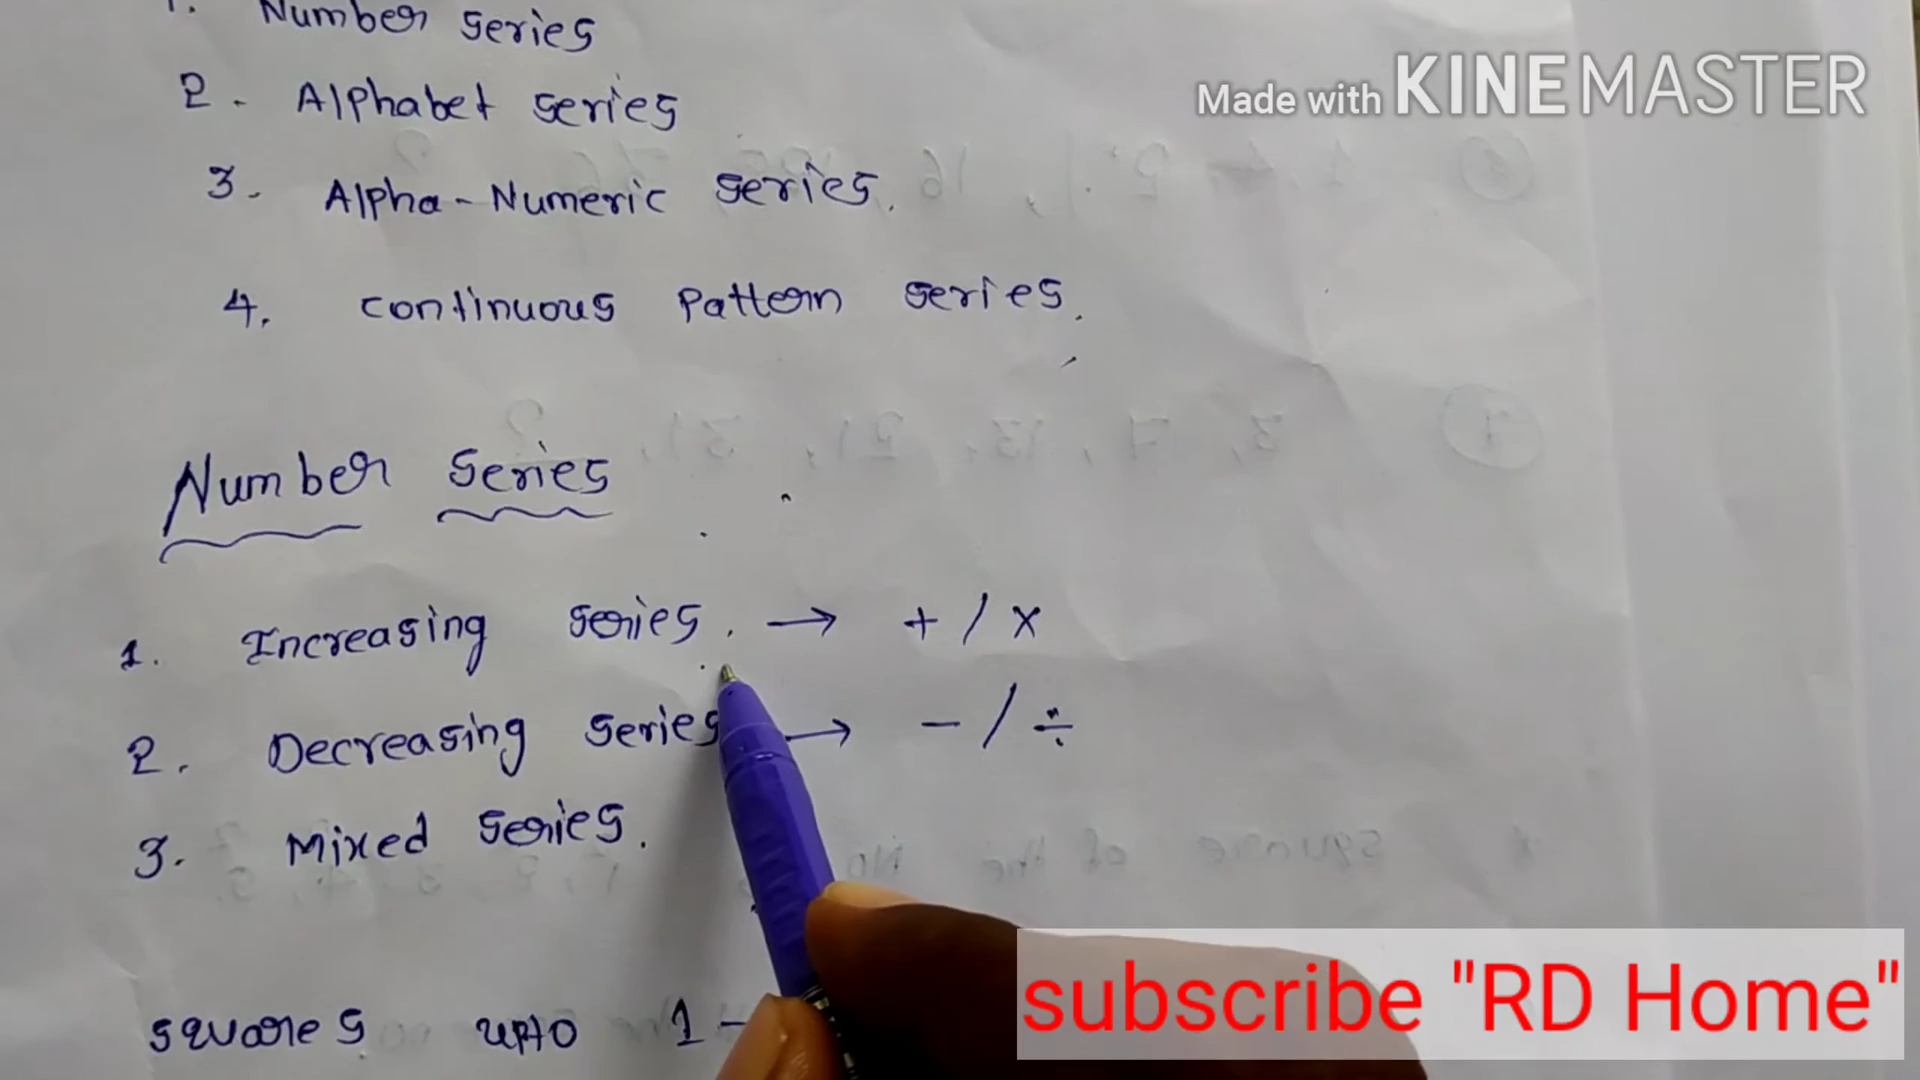 1. Number series
Made with KINEMASTER
2. Alphabet series
3. Alpha-Numeric series.
4. continuous Pattern series.
Number series
1. Increasing series. → + / ×
2. Decreasing series → - / ÷
3. Mixed series.
squares upto 1 -
subscribe "RD Home"